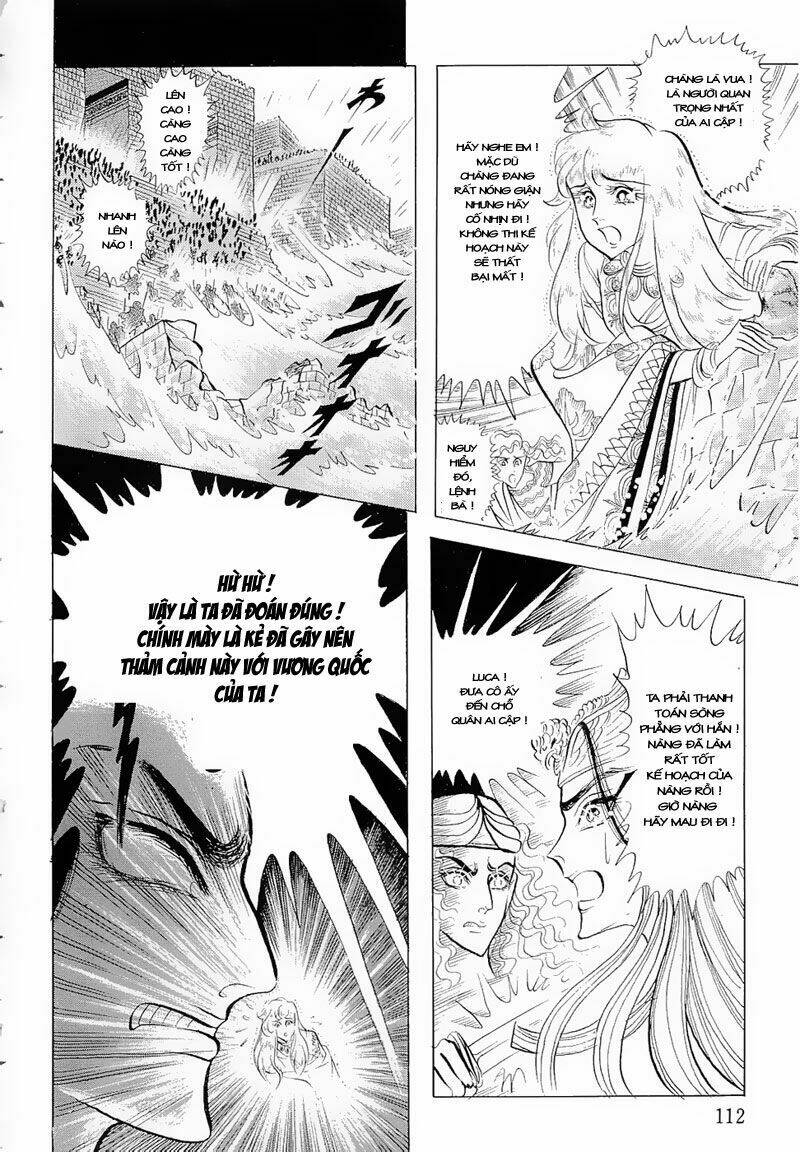 CHÀNG LÀ VUA !
LÀ NGƯỜI QUAN
TRỌNG NHẤT
CỦA AI CẬP !
HÃY NGHE EM !
MẶC DÙ
CHÀNG ĐANG
RẤT NÓNG GIẬN
NHƯNG HÃY
CỐ NHỊN ĐI !
KHÔNG THÌ KẾ
HOẠCH NÀY
SẼ THẤT
BẠI MẤT !
NGUY
HIỂM
ĐÓ,
LỆNH
BÀ !
LÊN
CAO !
CÀNG
CAO
CÀNG
TỐT !
NHANH
LÊN
NÀO !
ドドドドオ
TA PHẢI THANH
TOÁN SÒNG
PHẲNG VỚI HẮN !
NÀNG ĐÃ LÀM
RẤT TỐT
KẾ HOẠCH CỦA
NÀNG RỒI !
GIỜ NÀNG
HÃY MAU ĐI ĐI !
LUCA !
ĐƯA CÔ ẤY
ĐẾN CHỖ
QUÂN AI CẬP !
HỪ HỪ !
VẬY LÀ TA ĐÃ ĐOÁN ĐÚNG !
CHÍNH MÀY LÀ KẺ ĐÃ GÂY NÊN
THẢM CẢNH NÀY VỚI VƯƠNG QUỐC
CỦA TA !
112